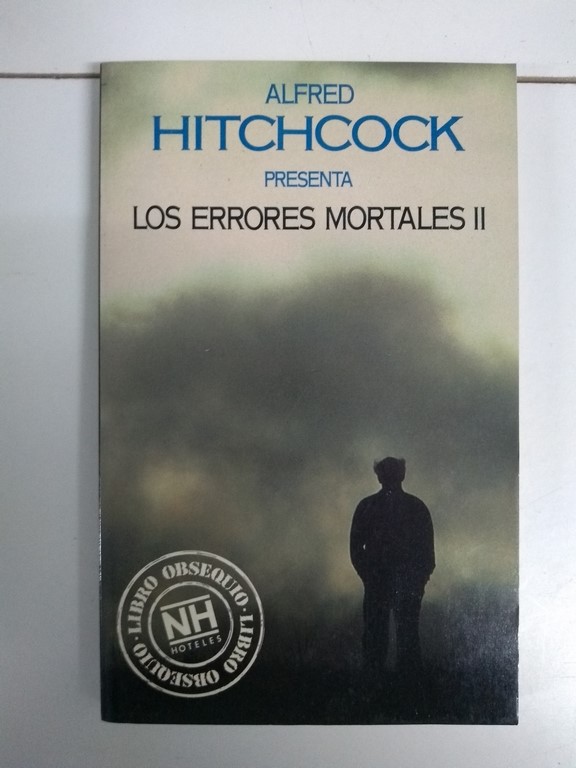 ALFRED
HITCHCOCK
PRESENTA
LOS ERRORES MORTALES II
LIBRO OBSEQUIO · LIBRO OBSEQUIO ·
NH
HOTELES